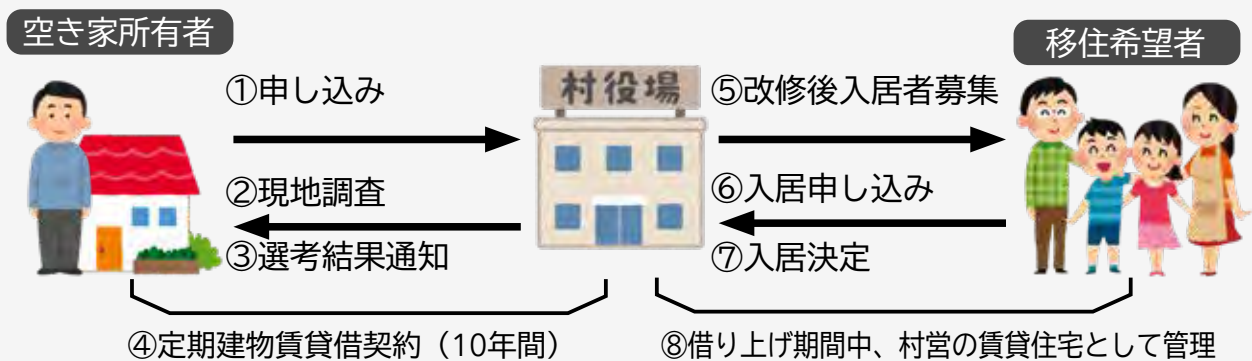 空き家所有者
移住希望者
村役場
①申し込み
②現地調査
③選考結果通知
④定期建物賃貸借契約（10年間）
⑤改修後入居者募集
⑥入居申し込み
⑦入居決定
⑧借り上げ期間中、村営の賃貸住宅として管理